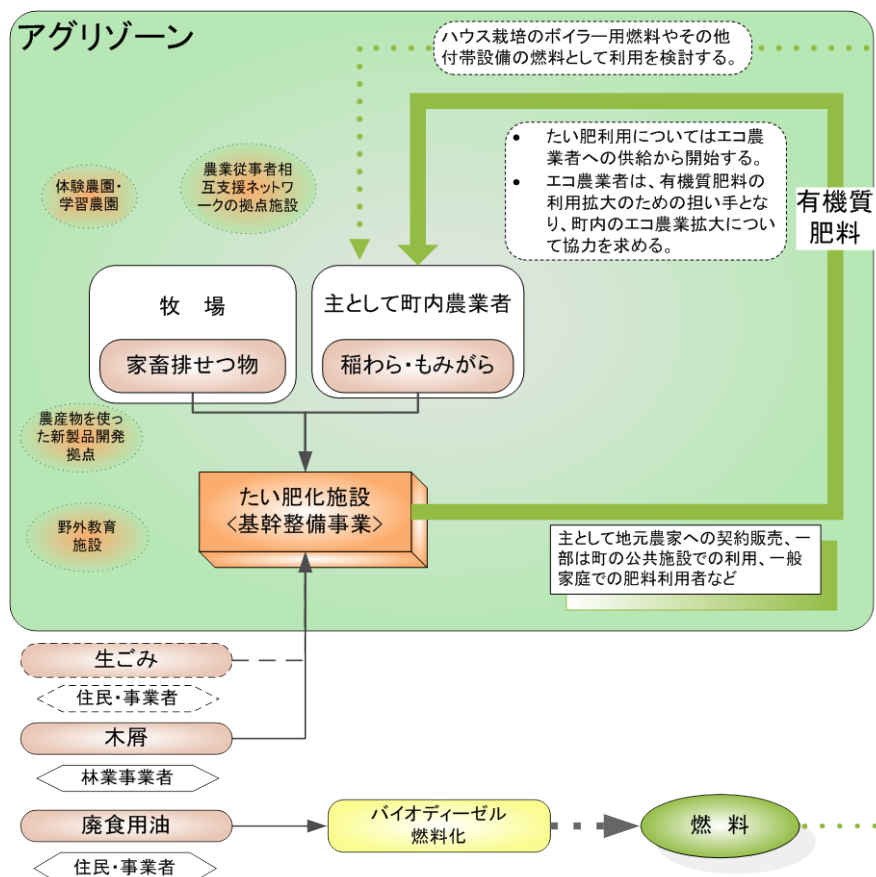 アグリゾーン
ハウス栽培のボイラー用燃料やその他
付帯設備の燃料として利用を検討する。
• たい肥利用についてはエコ農
業者への供給から開始する。
• エコ農業者は、有機質肥料の
利用拡大のための担い手とな
り、町内のエコ農業拡大につい
て協力を求める。
有機質
肥料
体験農園・
学習農園
農業従事者相
互支援ネットワ
ークの拠点施設
牧　場
家畜排せつ物
主として町内農業者
稲わら・もみがら
農産物を使っ
た新製品開発
拠点
たい肥化施設
<基幹整備事業>
野外教育
施設
主として地元農家への契約販売、一
部は町の公共施設での利用、一般
家庭での肥料利用者など
生ごみ
住民・事業者
木屑
林業事業者
廃食用油
住民・事業者
バイオディーゼル
燃料化
燃　料